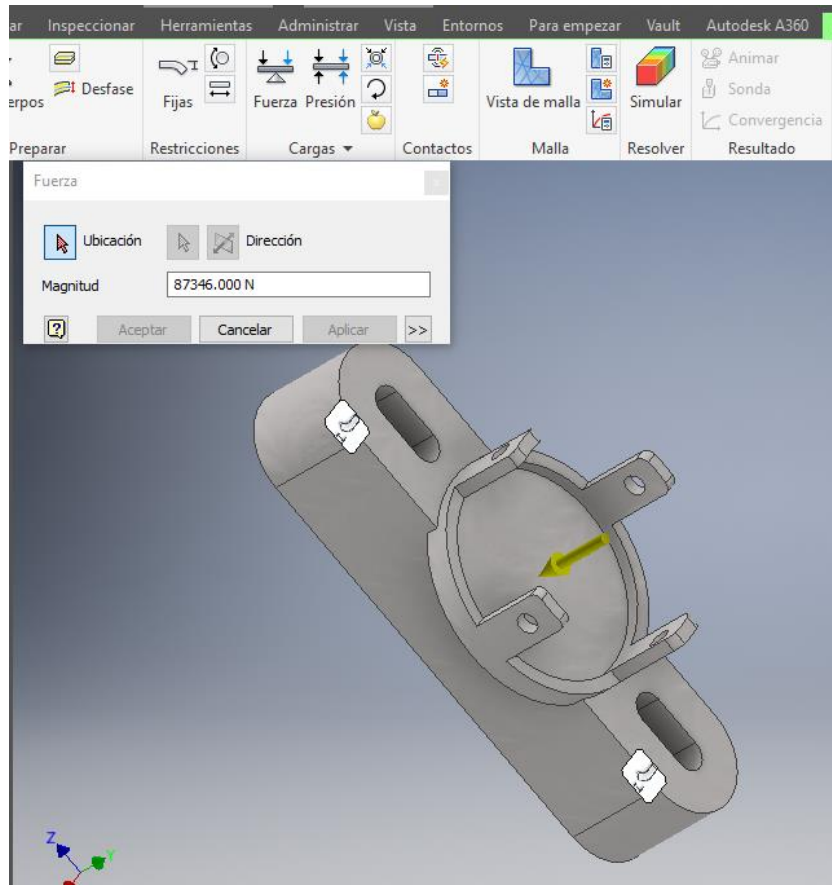 ar Inspeccionar Herramientas Administrar Vista Entornos Para empezar Vault Autodesk A360
erpos Desfase Fijas Fuerza Presión Vista de malla Simular Animar
Sonda
Convergencia
Preparar Restricciones Cargas Contactos Malla Resolver Resultado
Fuerza
Ubicación Dirección
Magnitud 87346.000 N
? Aceptar Cancelar Aplicar >>
Z
Y